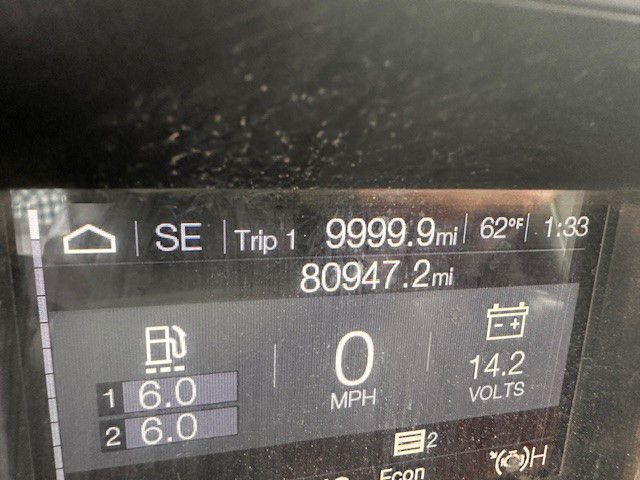 SE Trip 1 9999.9mi 62°F 1:33
80947.2mi
0
MPH
14.2
VOLTS
1 6.0
2 6.0
2
Econ
H